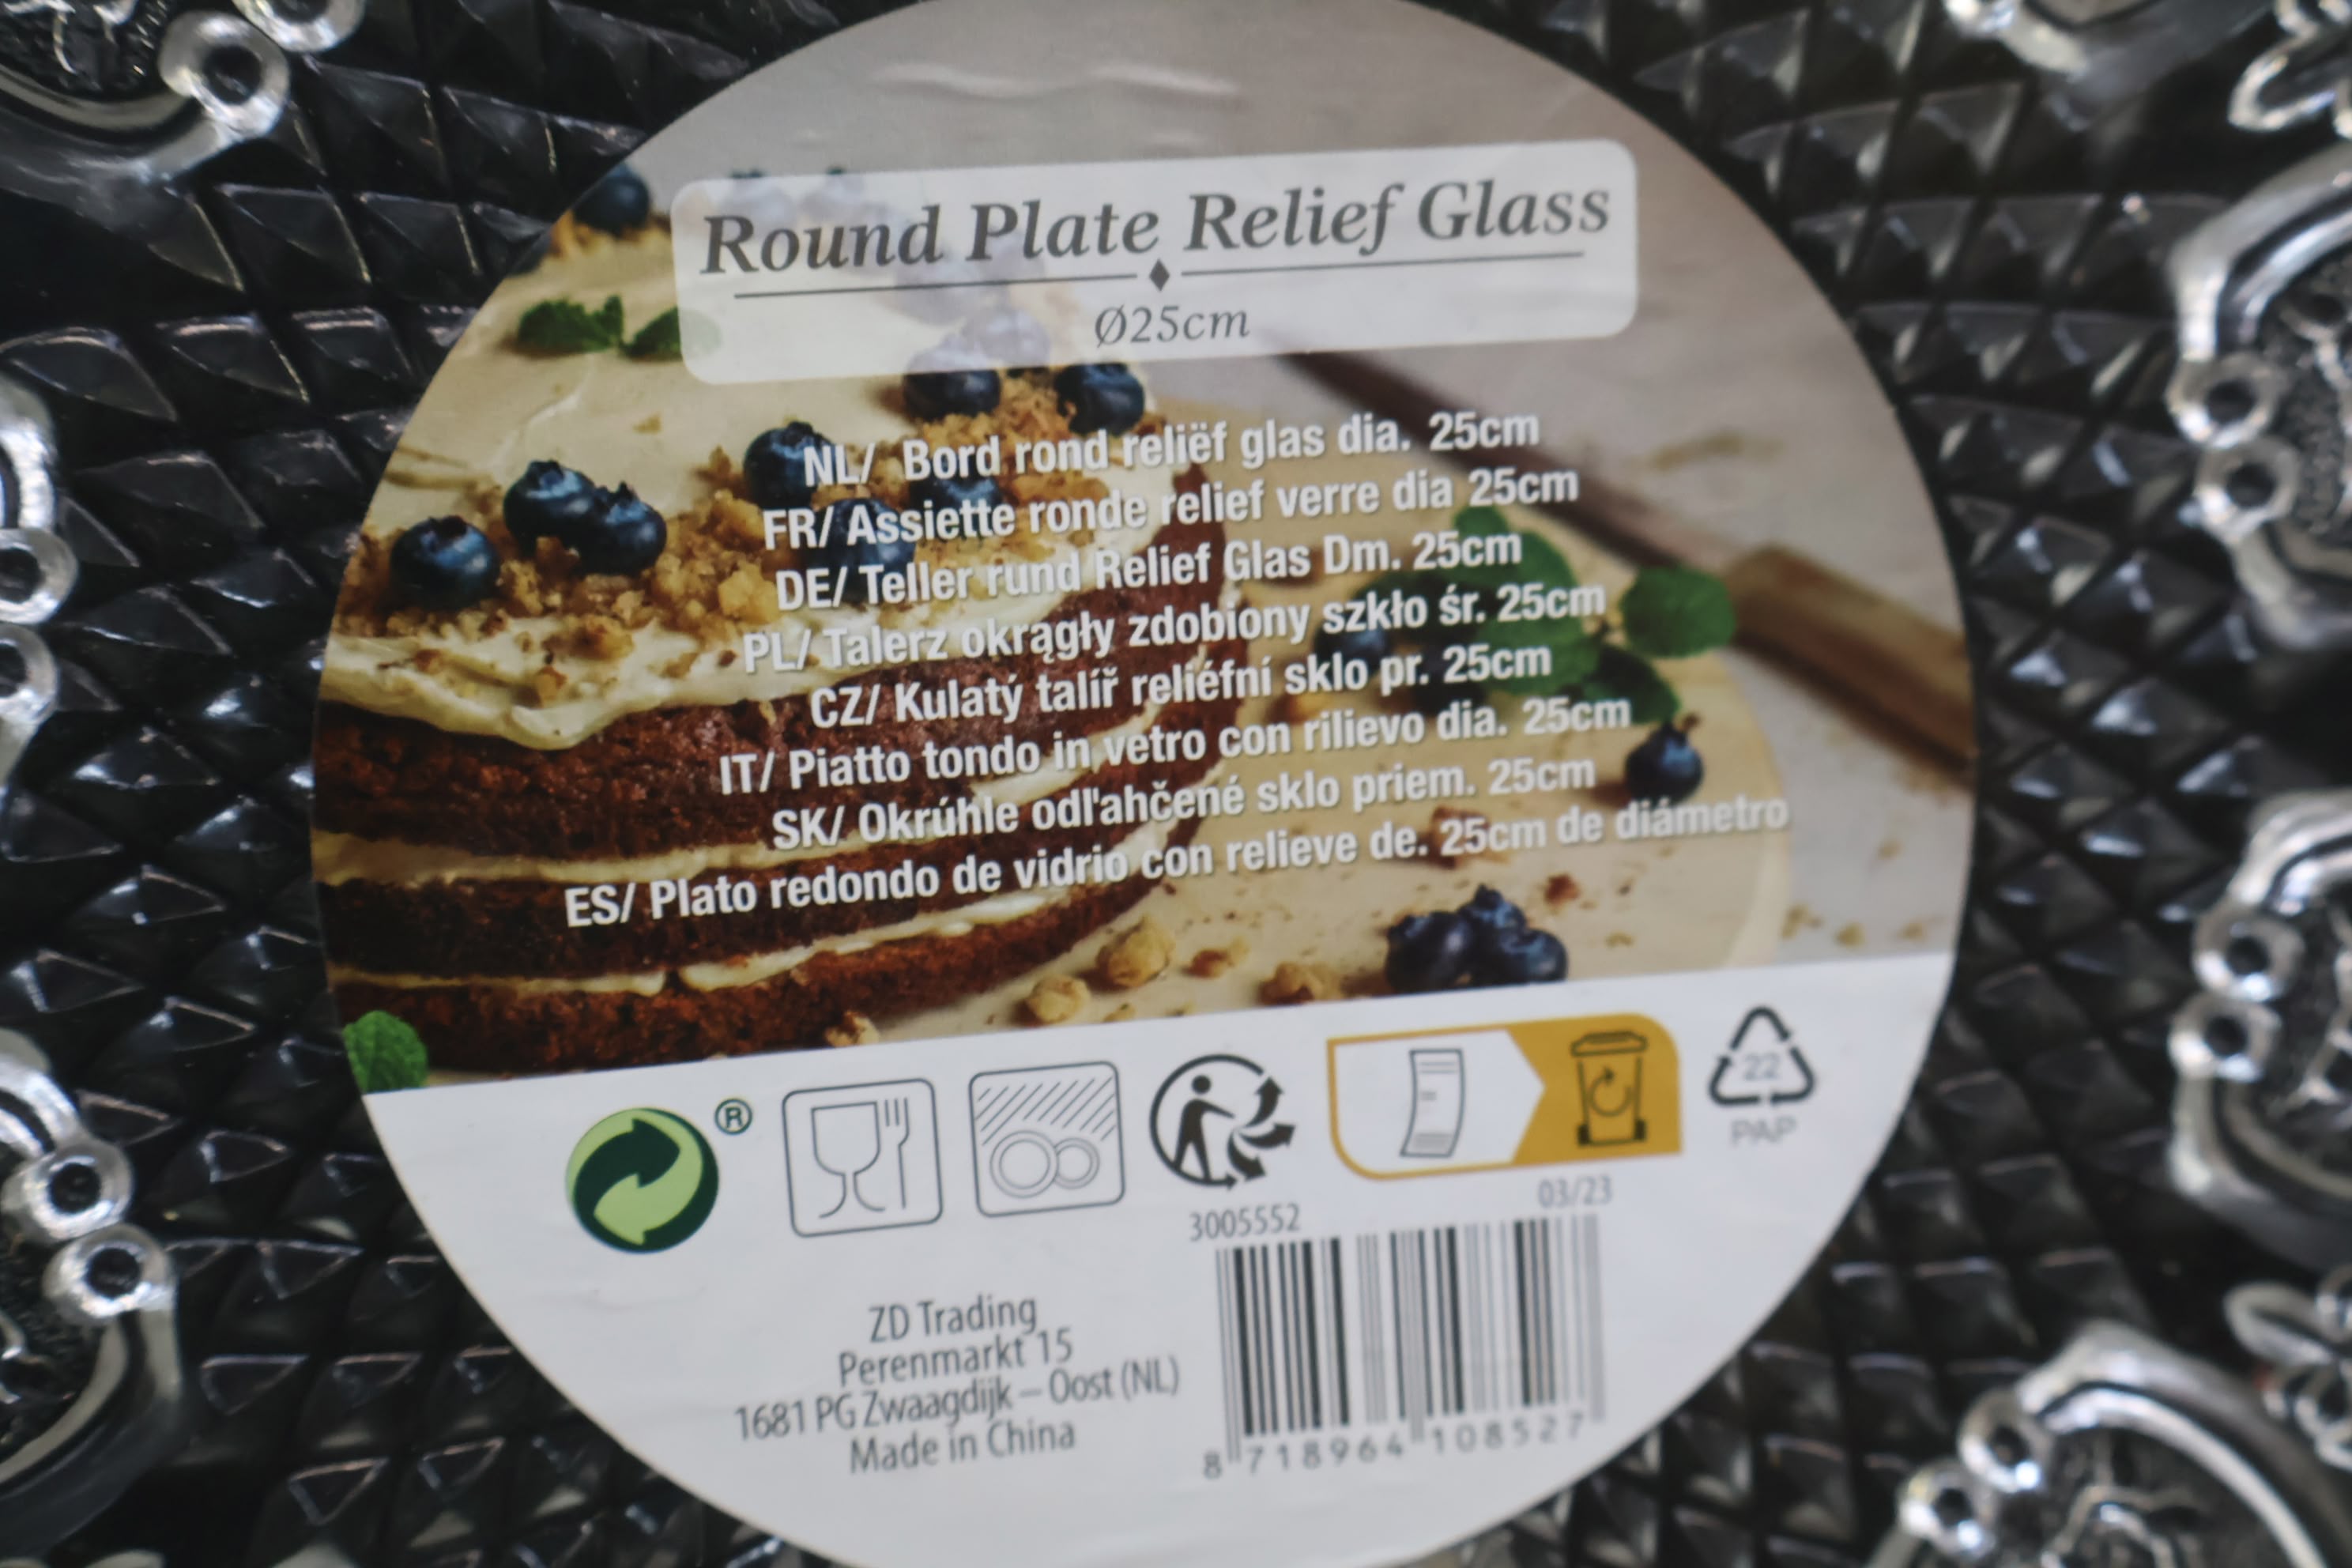 Round Plate Relief Glass
Ø25cm
NL/ Bord rond reliëf glas dia. 25cm
FR/ Assiette ronde relief verre dia 25cm
DE/ Teller rund Relief Glas Dm. 25cm
PL/ Talerz okrągły zdobiony szkło śr. 25cm
CZ/ Kulatý talíř reliéfní sklo pr. 25cm
IT/ Piatto tondo in vetro con rilievo dia. 25cm
SK/ Okrúhle odľahčené sklo priem. 25cm
ES/ Plato redondo de vidrio con relieve de. 25cm de diámetro
®
22
PAP
3005552 03/23
ZD Trading
Perenmarkt 15
1681 PG Zwaagdijk – Oost (NL)
Made in China
8 718964 108527